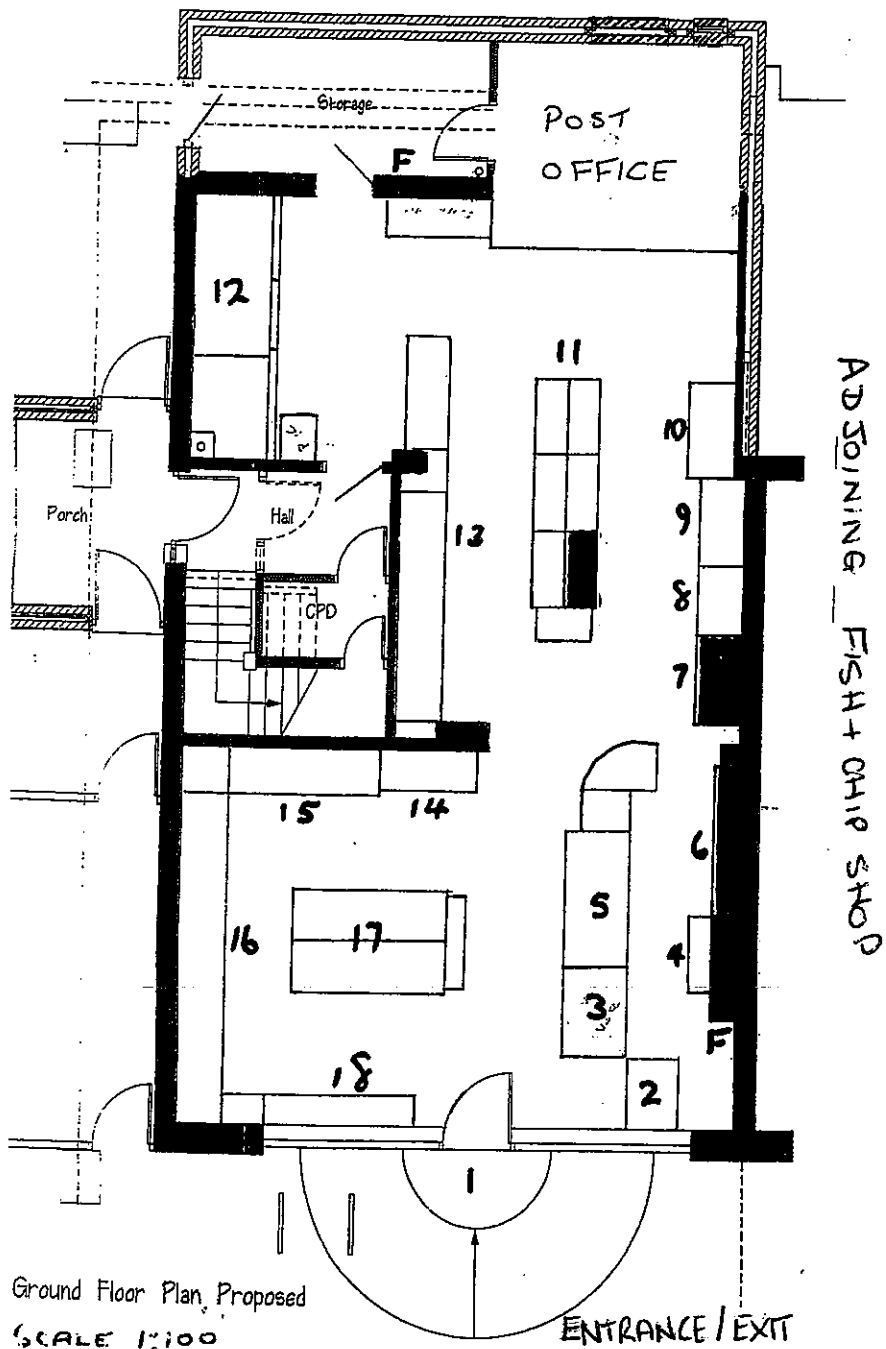 Storage
POST
OFFICE
F
12
11
10
Porch
Hall
13
9
CPD
8
7
ADJOINING FISH + CHIP SHOP
15
14
6
5
16
17
4
3
F
18
2
1
Ground Floor Plan, Proposed
SCALE 1:100
ENTRANCE / EXIT